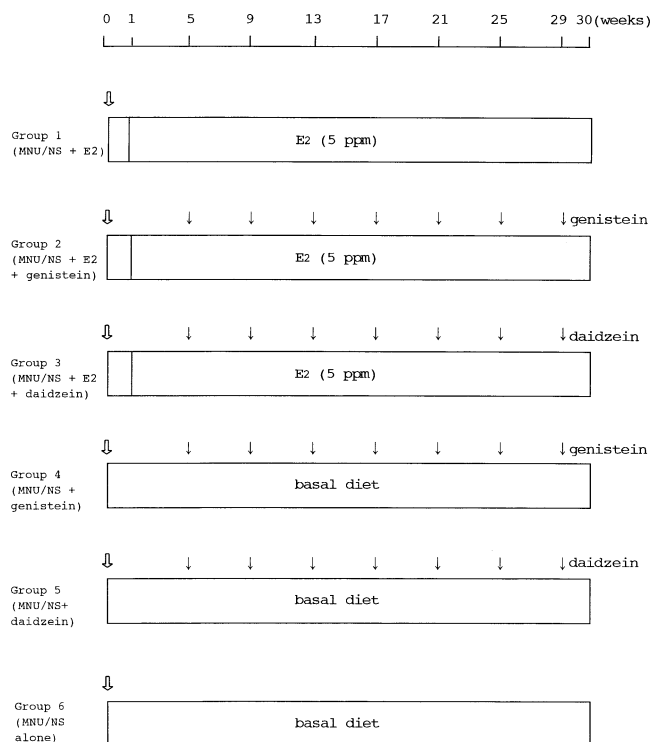 0 1 5 9 13 17 21 25 29 30(weeks)
Group 1
(MNU/NS + E2)
E2 (5 ppm)
genistein
Group 2
(MNU/NS + E2
+ genistein)
E2 (5 ppm)
daidzein
Group 3
(MNU/NS + E2
+ daidzein)
E2 (5 ppm)
genistein
Group 4
(MNU/NS +
genistein)
basal diet
daidzein
Group 5
(MNU/NS+
daidzein)
basal diet
Group 6
(MNU/NS
alone)
basal diet